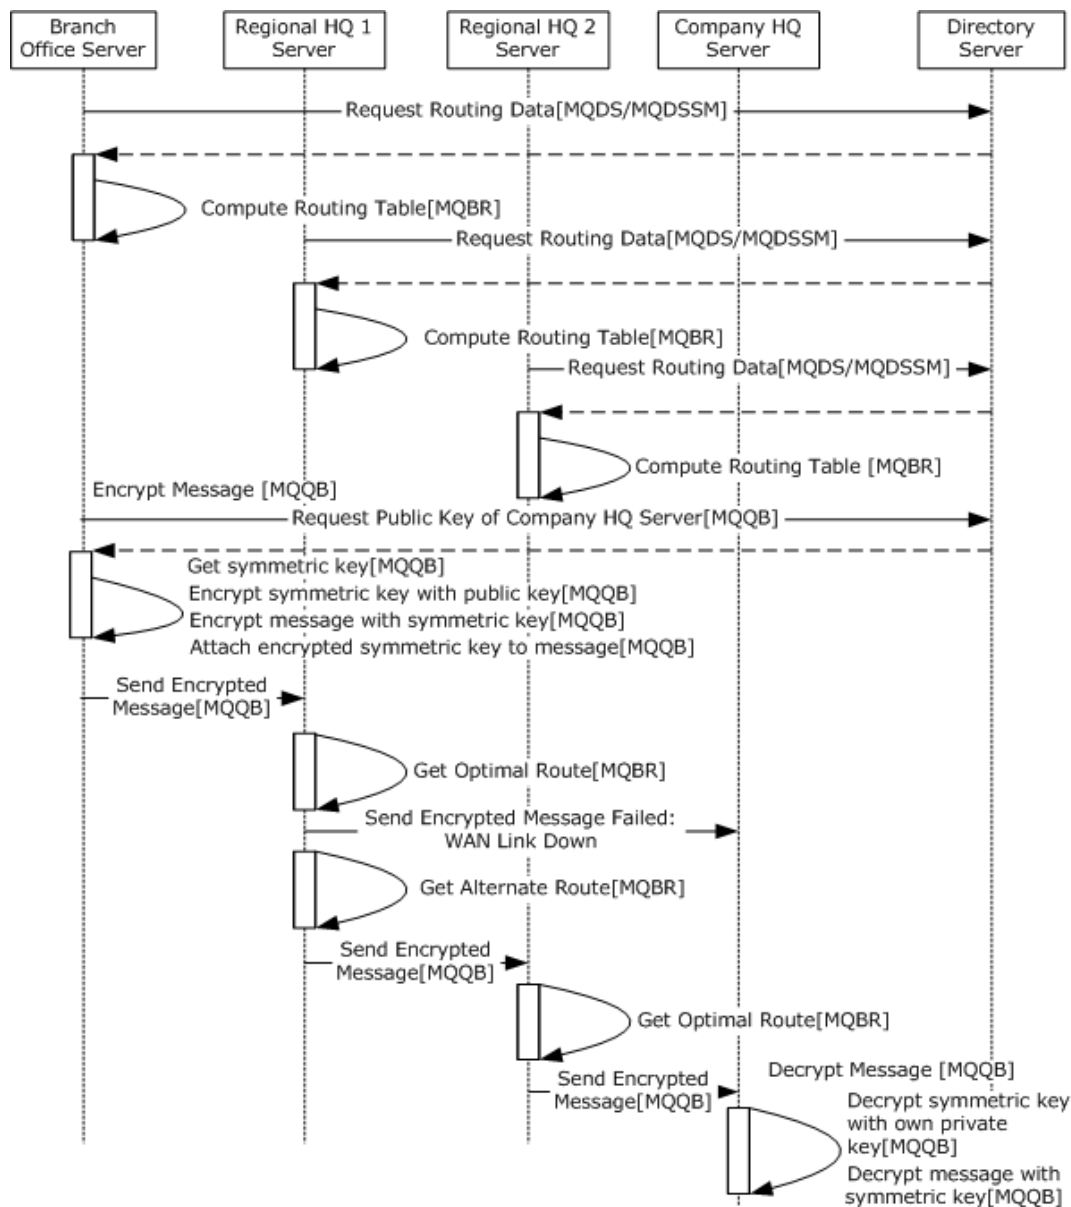 Branch
Office Server
Regional HQ 1
Server
Regional HQ 2
Server
Company HQ
Server
Directory
Server
Request Routing Data[MQDS/MQDSSM]
Compute Routing Table[MQBR]
Request Routing Data[MQDS/MQDSSM]
Compute Routing Table[MQBR]
Request Routing Data[MQDS/MQDSSM]
Compute Routing Table [MQBR]
Encrypt Message [MQQB]
Request Public Key of Company HQ Server[MQQB]
Get symmetric key[MQQB]
Encrypt symmetric key with public key[MQQB]
Encrypt message with symmetric key[MQQB]
Attach encrypted symmetric key to message[MQQB]
Send Encrypted
Message[MQQB]
Get Optimal Route[MQBR]
Send Encrypted Message Failed:
WAN Link Down
Get Alternate Route[MQBR]
Send Encrypted
Message[MQQB]
Get Optimal Route[MQBR]
Send Encrypted
Message[MQQB]
Decrypt Message [MQQB]
Decrypt symmetric key
with own private
key[MQQB]
Decrypt message with
symmetric key[MQQB]